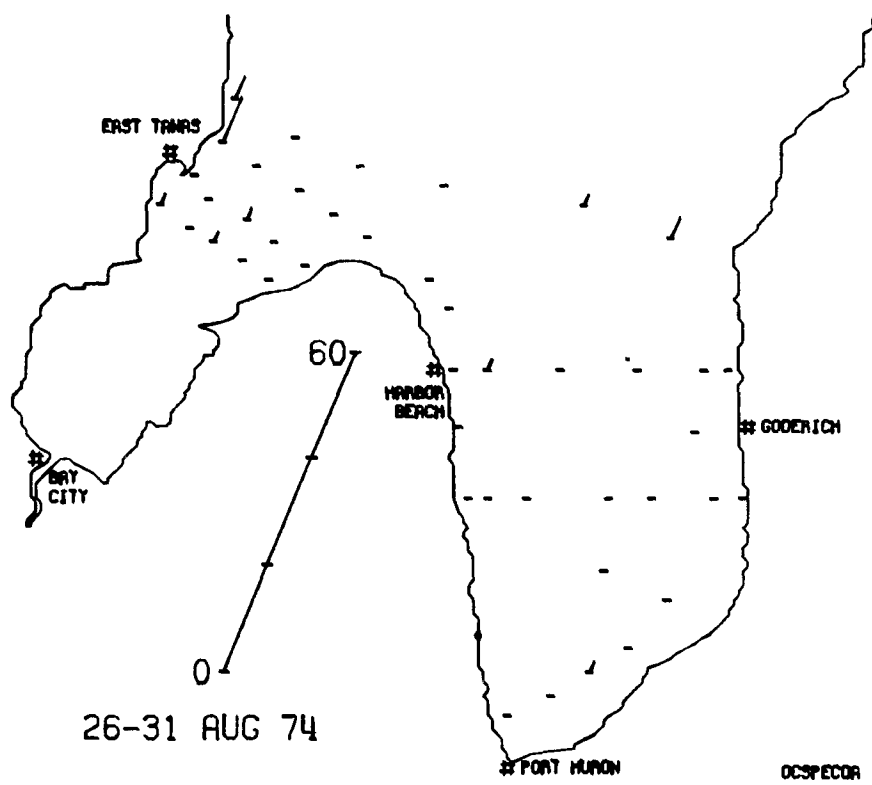 EAST TAWAS
#
60
#
HARBOR
BEACH
# GODERICH
#
BAY
CITY
0
26-31 AUG 74
# PORT HURON
OCSPECOR